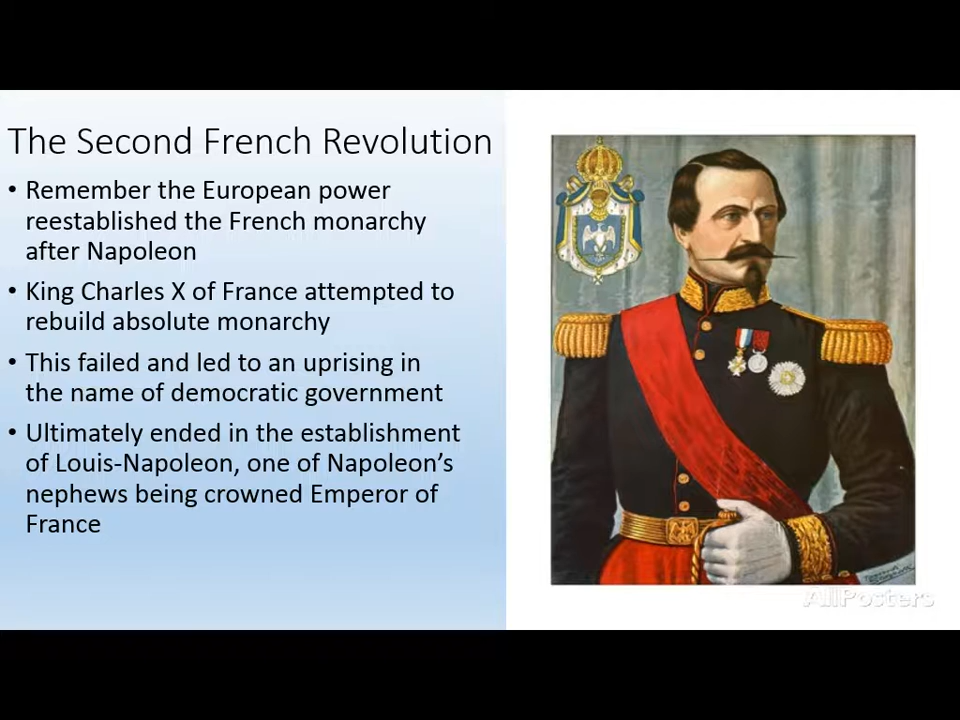 The Second French Revolution
• Remember the European power
reestablished the French monarchy
after Napoleon
• King Charles X of France attempted to
rebuild absolute monarchy
• This failed and led to an uprising in
the name of democratic government
• Ultimately ended in the establishment
of Louis-Napoleon, one of Napoleon's
nephews being crowned Emperor of
France
AllPosters